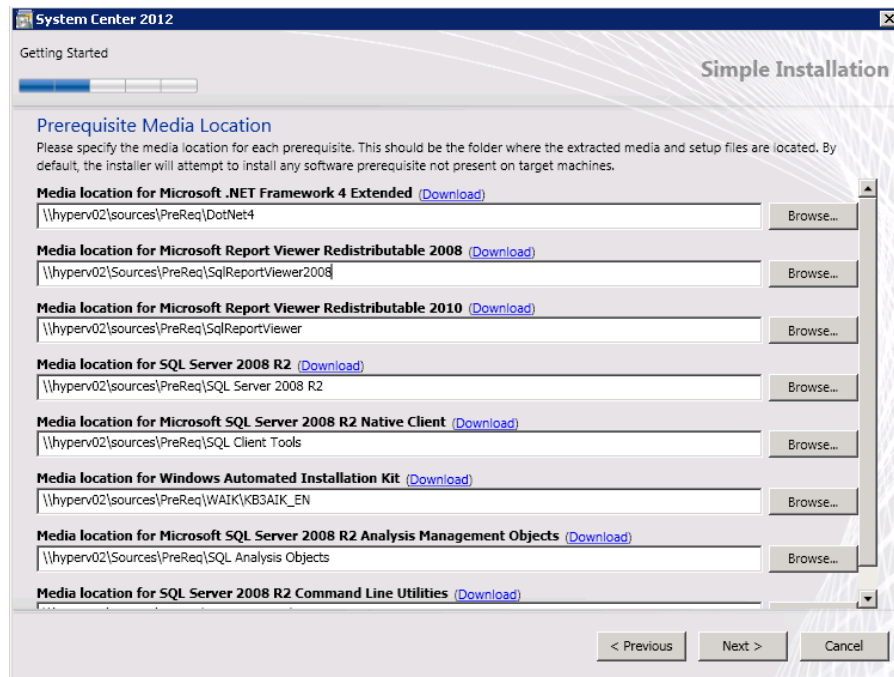 System Center 2012
Getting Started
Simple Installation
Prerequisite Media Location
Please specify the media location for each prerequisite. This should be the folder where the extracted media and setup files are located. By
default, the installer will attempt to install any software prerequisite not present on target machines.
Media location for Microsoft .NET Framework 4 Extended (Download)
\\hyperv02\sources\PreReq\DotNet4
Browse...
Media location for Microsoft Report Viewer Redistributable 2008 (Download)
\\hyperv02\Sources\PreReq\SqlReportViewer2008
Browse...
Media location for Microsoft Report Viewer Redistributable 2010 (Download)
\\hyperv02\sources\PreReq\SqlReportViewer
Browse...
Media location for SQL Server 2008 R2 (Download)
\\hyperv02\sources\PreReq\SQL Server 2008 R2
Browse...
Media location for Microsoft SQL Server 2008 R2 Native Client (Download)
\\hyperv02\sources\PreReq\SQL Client Tools
Browse...
Media location for Windows Automated Installation Kit (Download)
\\hyperv02\sources\PreReq\WAIK\KB3AIK_EN
Browse...
Media location for Microsoft SQL Server 2008 R2 Analysis Management Objects (Download)
\\hyperv02\Sources\PreReq\SQL Analysis Objects
Browse...
Media location for SQL Server 2008 R2 Command Line Utilities (Download)
< Previous
Next >
Cancel